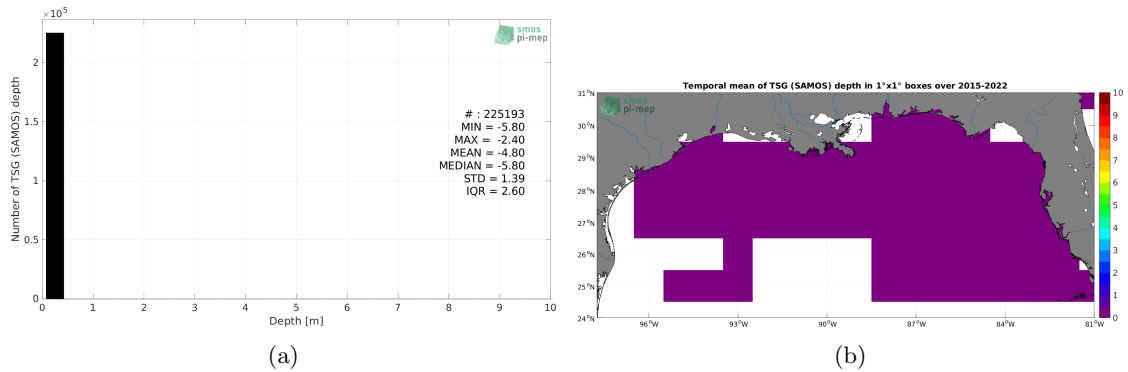 ×10⁵
smos
pi-mep
Number of TSG (SAMOS) depth
2
1.5
1
0.5
0
# : 225193
MIN = -5.80
MAX = -2.40
MEAN = -4.80
MEDIAN = -5.80
STD = 1.39
IQR = 2.60
0 1 2 3 4 5 6 7 8 9 10
Depth [m]
(a)
Temporal mean of TSG (SAMOS) depth in 1°x1° boxes over 2015-2022
smos
pi-mep
31°N
30°N
29°N
28°N
27°N
26°N
25°N
24°N
96°W 93°W 90°W 87°W 84°W 81°W
10
9
8
7
6
5
4
3
2
1
0
(b)